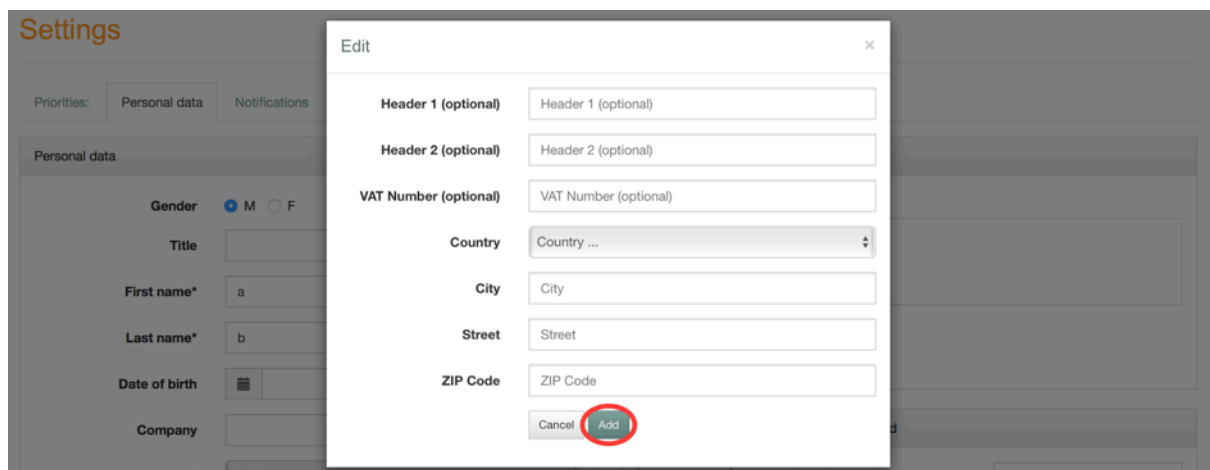 Settings
Priorities:
Personal data
Notifications
Personal data
Gender M F
Title
First name* a
Last name* b
Date of birth
Company
Edit ×
Header 1 (optional) Header 1 (optional)
Header 2 (optional) Header 2 (optional)
VAT Number (optional) VAT Number (optional)
Country Country ...
City City
Street Street
ZIP Code ZIP Code
Cancel Add